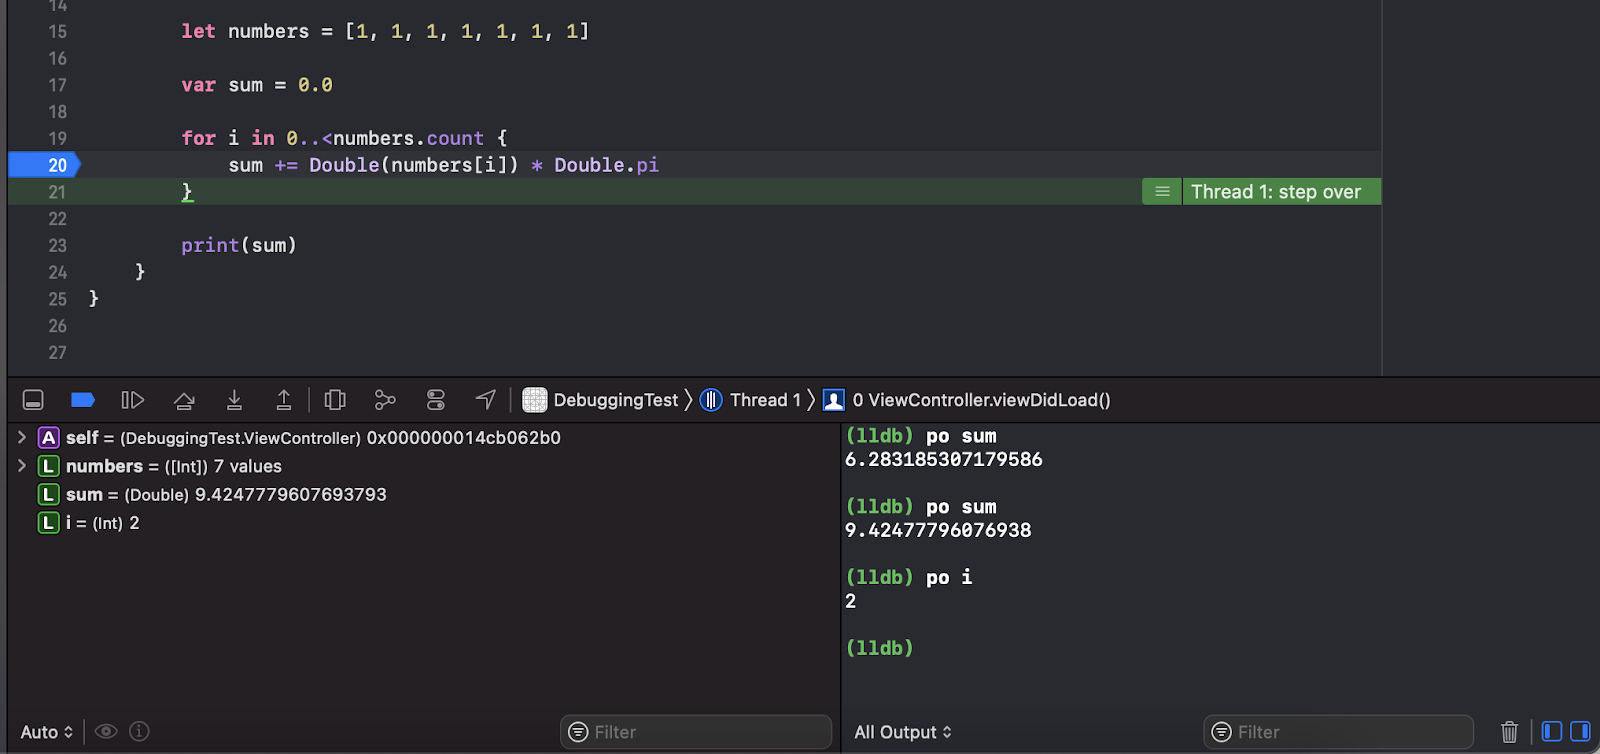 14
15 let numbers = [1, 1, 1, 1, 1, 1, 1]
16
17 var sum = 0.0
18
19 for i in 0..<numbers.count {
20 sum += Double(numbers[i]) * Double.pi
21 } Thread 1: step over
22
23 print(sum)
24 }
25 }
26
27
DebuggingTest 〉 Thread 1 〉 0 ViewController.viewDidLoad()
A self = (DebuggingTest.ViewController) 0x000000014cb062b0
L numbers = ([Int]) 7 values
L sum = (Double) 9.4247779607693793
L i = (Int) 2
Auto
Filter
(lldb) po sum
6.283185307179586
(lldb) po sum
9.42477796076938
(lldb) po i
2
(lldb)
All Output
Filter